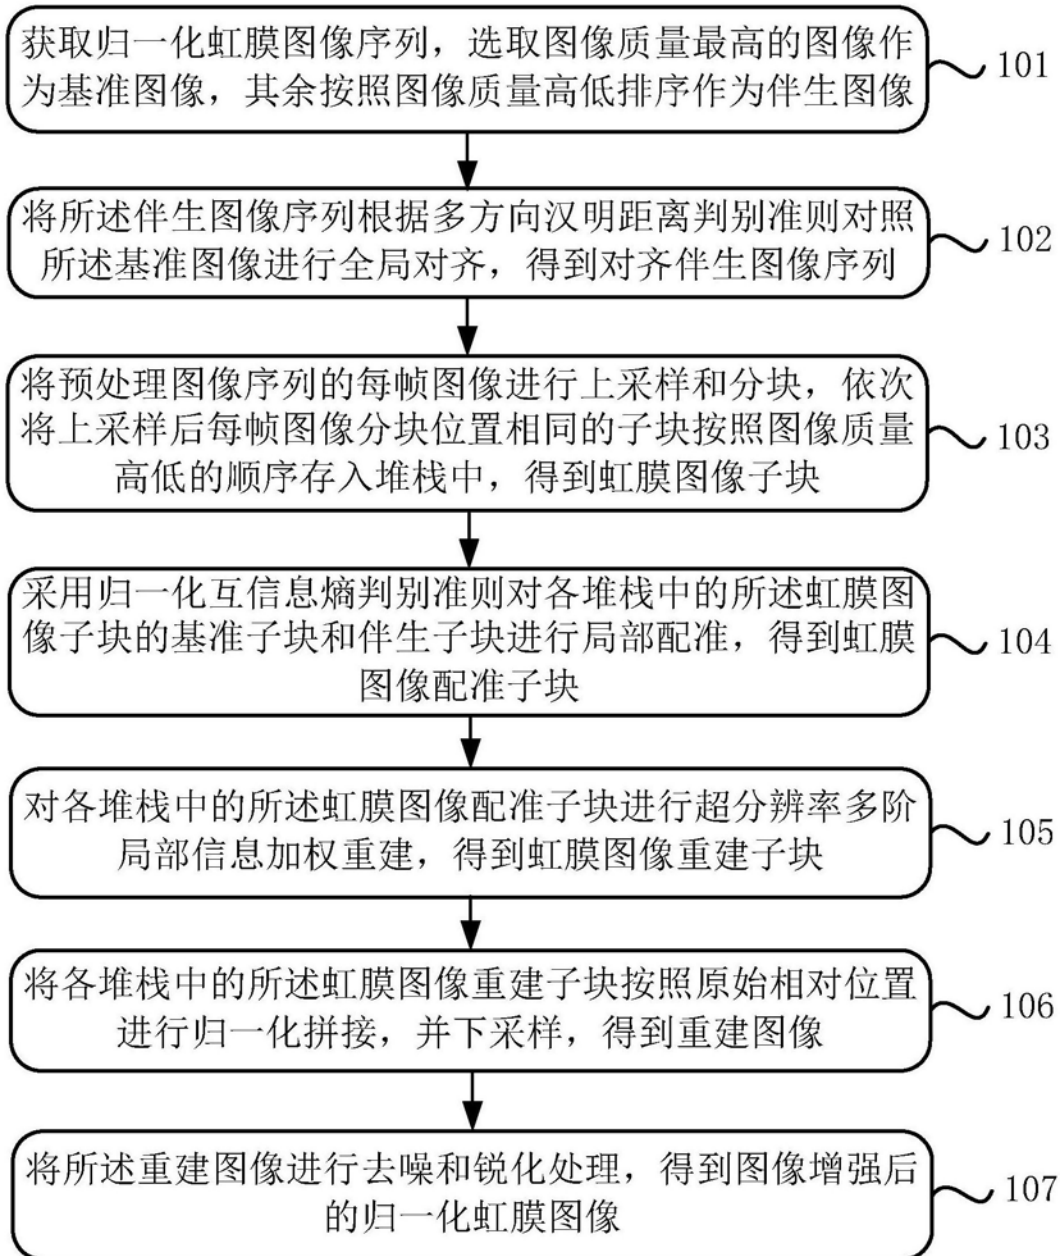 获取归一化虹膜图像序列，选取图像质量最高的图像作
为基准图像，其余按照图像质量高低排序作为伴生图像
101
将所述伴生图像序列根据多方向汉明距离判别准则对照
所述基准图像进行全局对齐，得到对齐伴生图像序列
102
将预处理图像序列的每帧图像进行上采样和分块，依次
将上采样后每帧图像分块位置相同的子块按照图像质量
高低的顺序存入堆栈中，得到虹膜图像子块
103
采用归一化互信息熵判别准则对各堆栈中的所述虹膜图
像子块的基准子块和伴生子块进行局部配准，得到虹膜
图像配准子块
104
对各堆栈中的所述虹膜图像配准子块进行超分辨率多阶
局部信息加权重建，得到虹膜图像重建子块
105
将各堆栈中的所述虹膜图像重建子块按照原始相对位置
进行归一化拼接，并下采样，得到重建图像
106
将所述重建图像进行去噪和锐化处理，得到图像增强后
的归一化虹膜图像
107